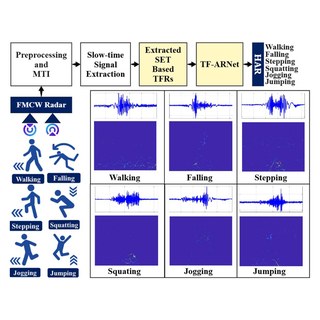 Preprocessing
and
MTI
Slow-time
Signal
Extraction
Extracted
SET
Based
TFRs
TF-ARNet
HAR
Walking
Falling
Stepping
Squatting
Jogging
Jumping
FMCW Radar
Walking
Falling
Stepping
Squatting
Jogging
Jumping
Walking
Falling
Stepping
Squating
Jogging
Jumping